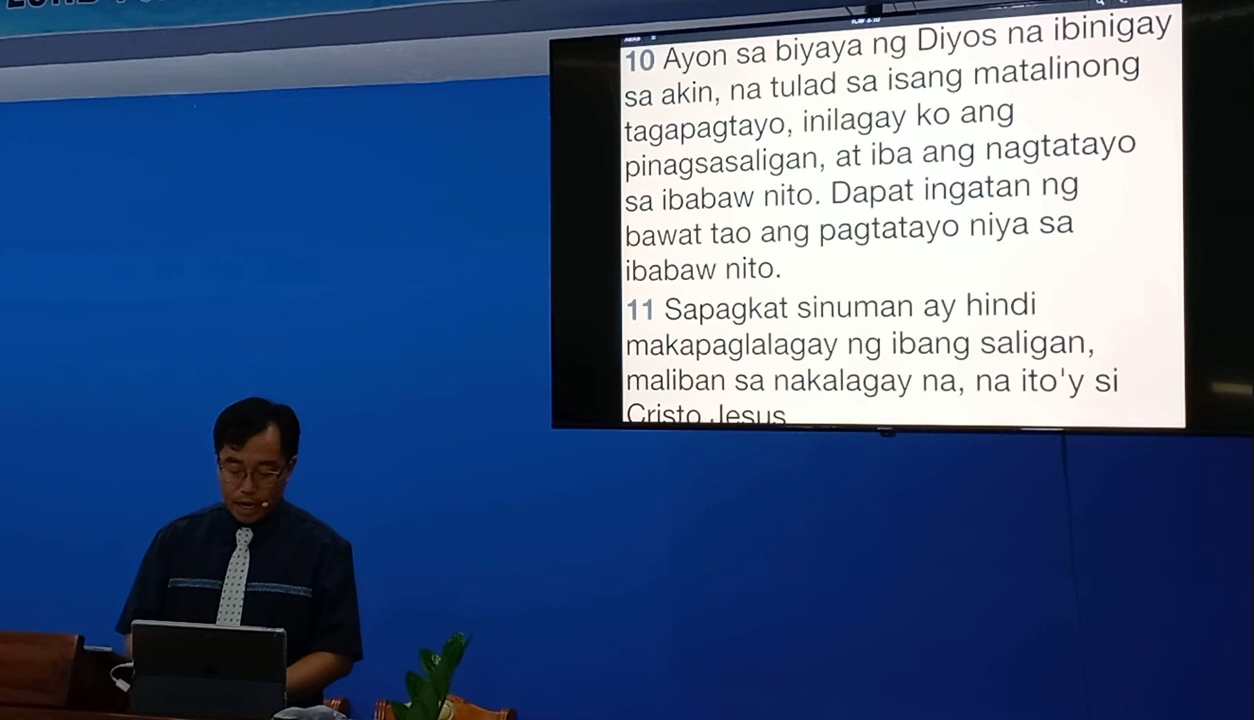 10 Ayon sa biyaya ng Diyos na ibinigay
sa akin, na tulad sa isang matalinong
tagapagtayo, inilagay ko ang
pinagsasaligan, at iba ang nagtatayo
sa ibabaw nito. Dapat ingatan ng
bawat tao ang pagtatayo niya sa
ibabaw nito.
11 Sapagkat sinuman ay hindi
makapaglalagay ng ibang saligan,
maliban sa nakalagay na, na ito'y si
Cristo Jesus